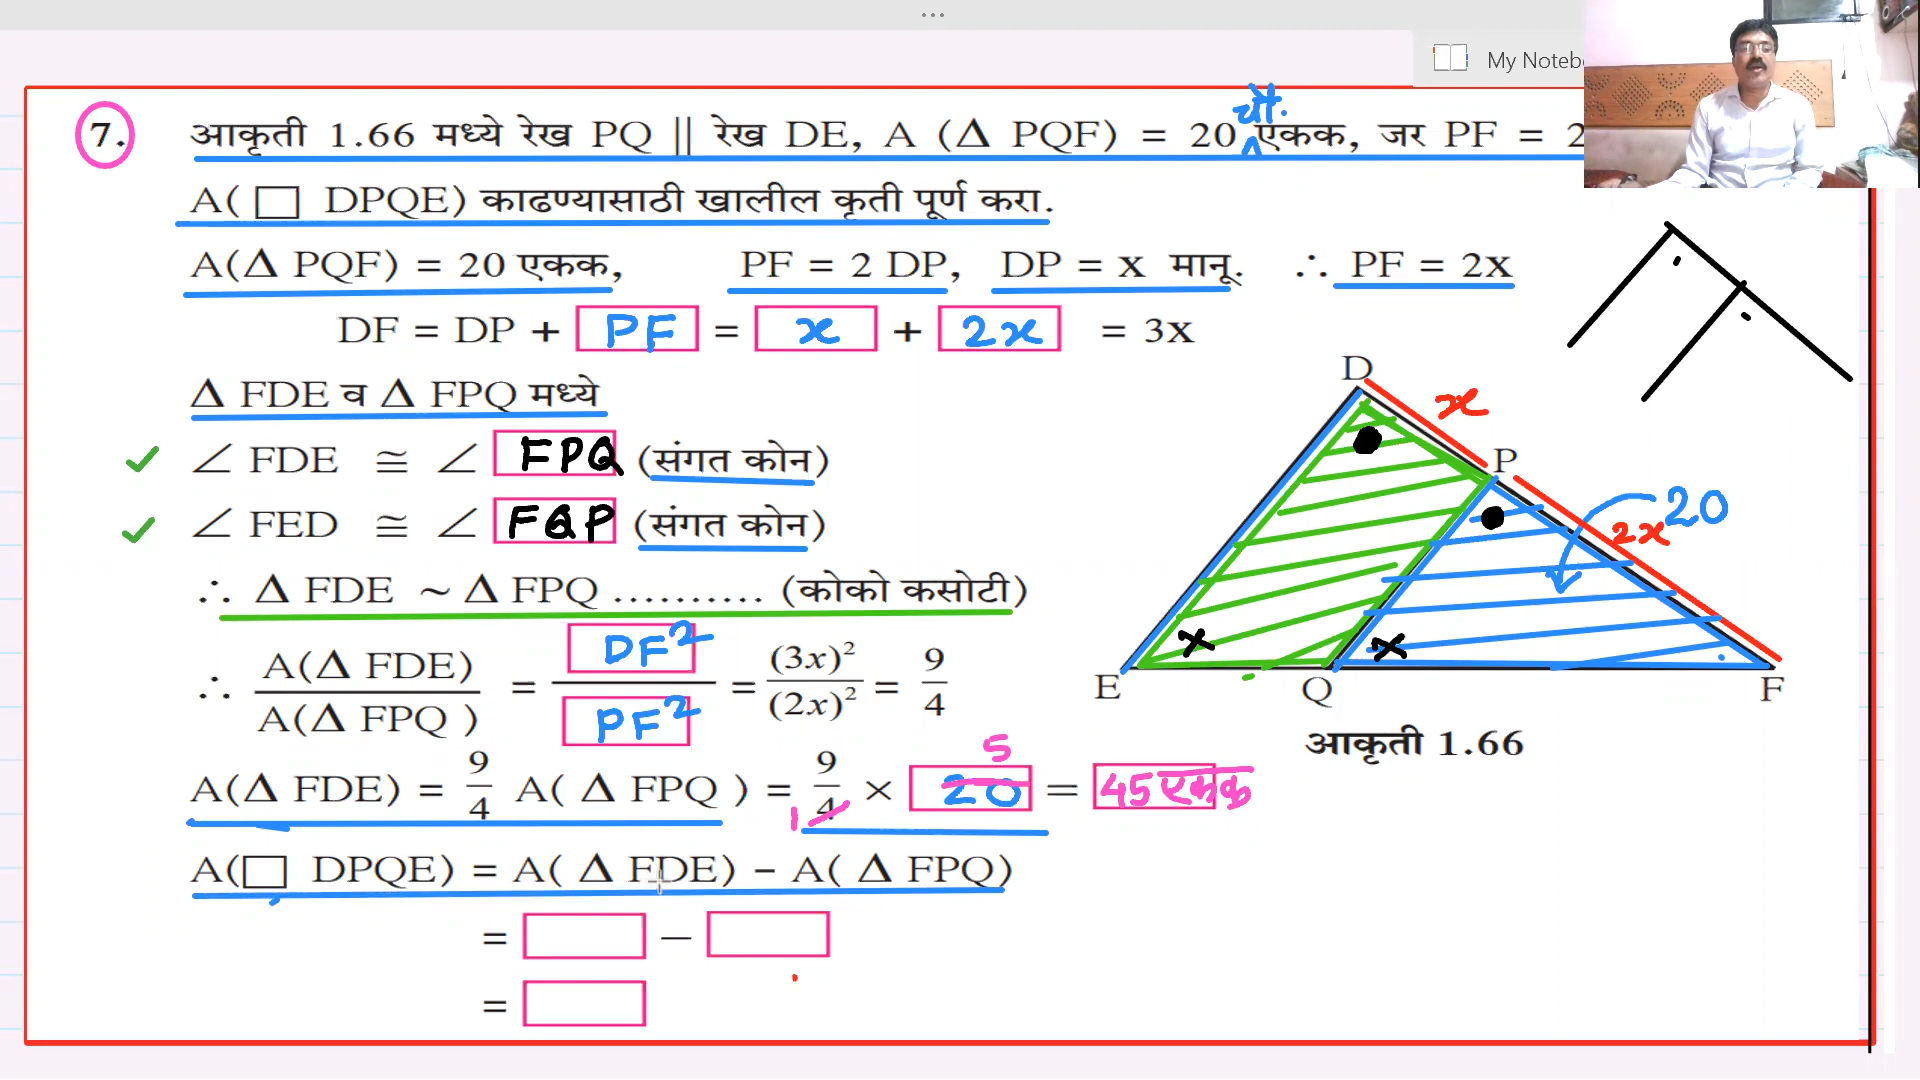 My Noteb
7. आकृती 1.66 मध्ये रेख PQ || रेख DE, A (Δ PQF) = 20 चौ. एकक, जर PF = 2
A(□ DPQE) काढण्यासाठी खालील कृती पूर्ण करा.
A(Δ PQF) = 20 एकक, PF = 2 DP, DP = x मानू. ∴ PF = 2x
DF = DP + PF = x + 2x = 3x
Δ FDE व Δ FPQ मध्ये
∠ FDE ≅ ∠ FPQ (संगत कोन)
∠ FED ≅ ∠ FQP (संगत कोन)
∴ Δ FDE ~ Δ FPQ .......... (कोको कसोटी)
∴ A(Δ FDE) / A(Δ FPQ ) = DF² / PF² = (3x)² / (2x)² = 9 / 4
A(Δ FDE) = 9/4 A( Δ FPQ ) = 9/4 × 20 = 45 एकक
1 5
A(□ DPQE) = A( Δ FDE) – A( Δ FPQ)
= □ – □
= □
D
x
P
20
2x
x x
E Q F
आकृती 1.66